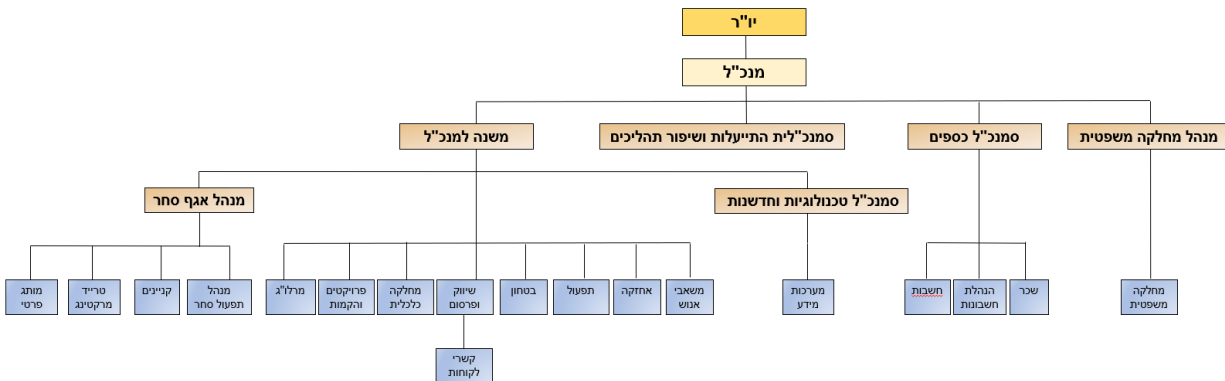 יו"ר
מנכ"ל
מנהל מחלקה משפטית
סמנכ"ל כספים
סמנכ"לית התייעלות ושיפור תהליכים
משנה למנכ"ל
סמנכ"ל טכנולוגיות וחדשנות
מנהל אגף סחר
מחלקה
משפטית
שכר
הנהלת
חשבונות
חשבות
מערכות
מידע
משאבי
אנוש
אחזקה
תפעול
בטחון
שיווק
ופרסום
מחלקה
כלכלית
פרויקטים
והקמות
מרלו"ג
מנהל
תפעול סחר
קניינים
טרייד
מרקטינג
מותג
פרטי
קשרי
לקוחות